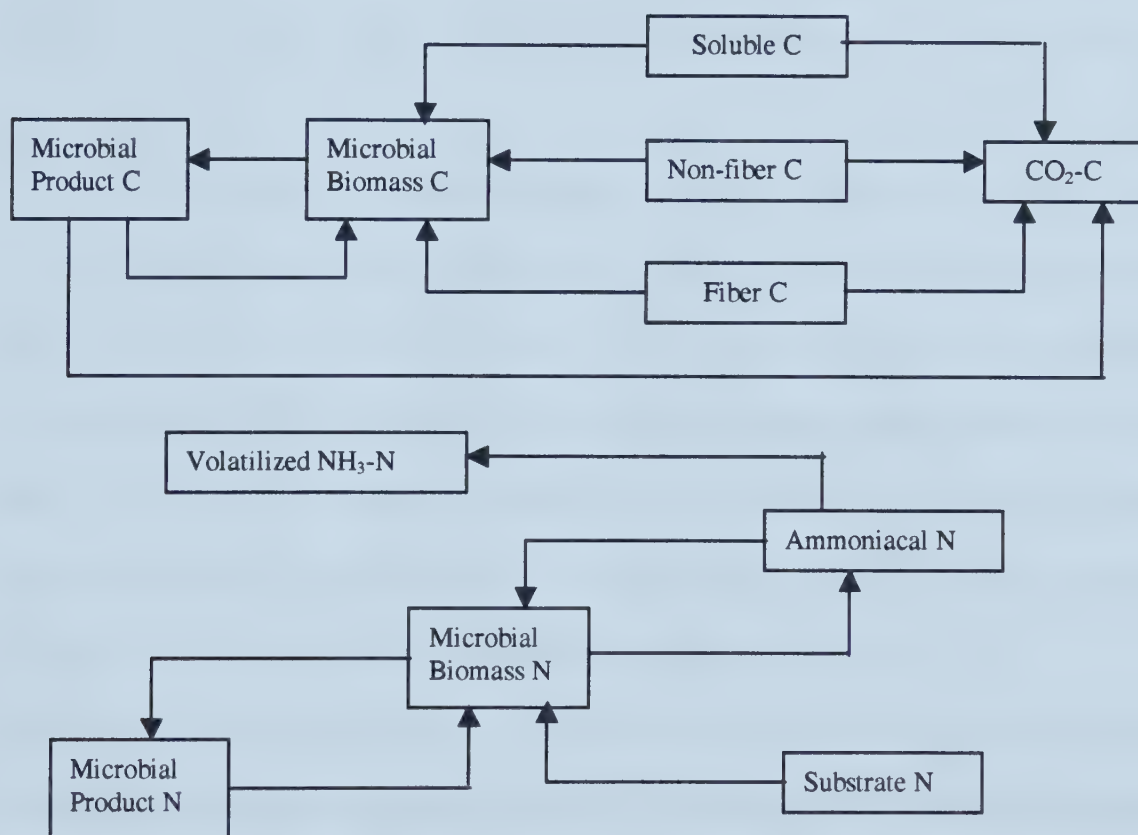 Soluble C
Microbial
Product C
Microbial
Biomass C
Non-fiber C
CO₂-C
Fiber C
Volatilized NH₃-N
Ammoniacal N
Microbial
Biomass N
Microbial
Product N
Substrate N